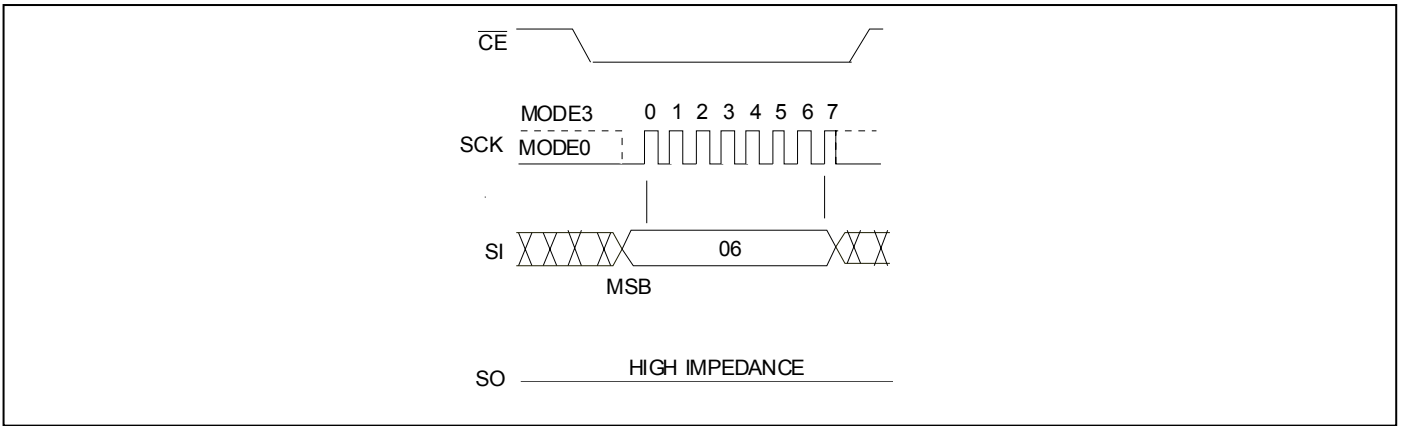 CE
MODE3 0 1 2 3 4 5 6 7
SCK MODE0
SI 06
MSB
SO HIGH IMPEDANCE